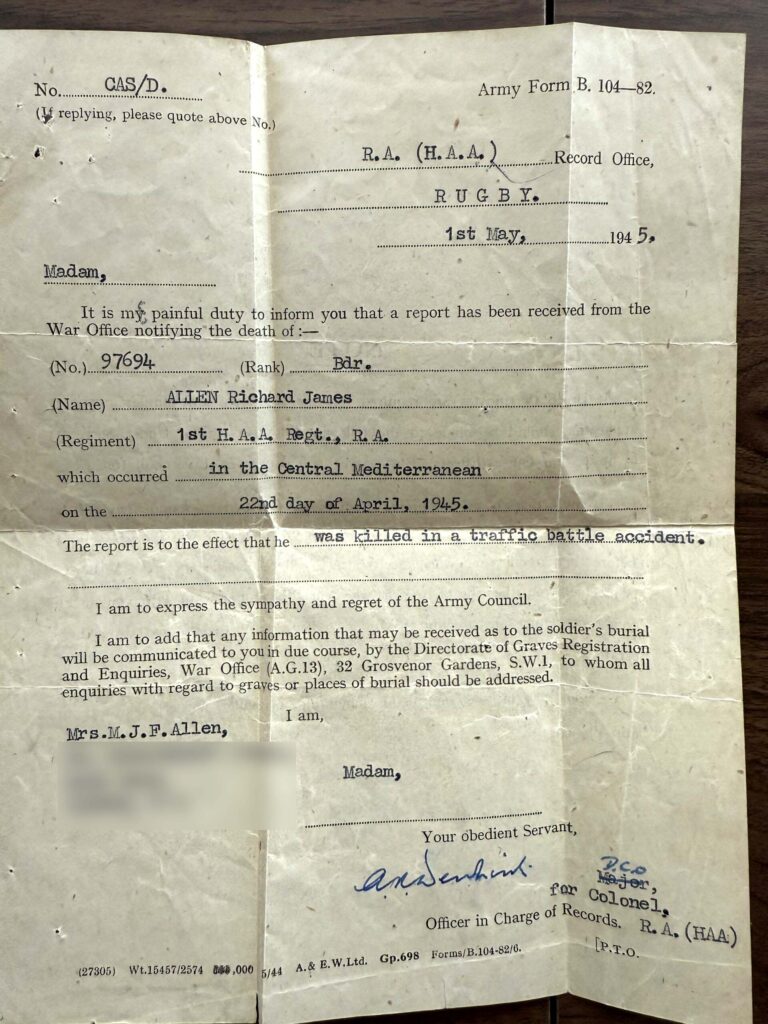 No. CAS/D.
Army Form B. 104—82.
(If replying, please quote above No.)
R.A. (H.A.A.) Record Office,
RUGBY.
1st May, 1945.
Madam,
It is my painful duty to inform you that a report has been received from the
War Office notifying the death of:—
(No.) 97694 (Rank) Bdr.
(Name) ALLEN Richard James
(Regiment) 1st H.A.A. Regt., R.A.
which occurred in the Central Mediterranean
on the 22nd day of April, 1945.
The report is to the effect that he was killed in a traffic battle accident.
I am to express the sympathy and regret of the Army Council.
I am to add that any information that may be received as to the soldier's burial
will be communicated to you in due course, by the Directorate of Graves Registration
and Enquiries, War Office (A.G.13), 32 Grosvenor Gardens, S.W.1, to whom all
enquiries with regard to graves or places of burial should be addressed.
I am,
Mrs.M.J.F.Allen,
Madam,
Your obedient Servant,
D.C.O
Major,
for Colonel,
Officer in Charge of Records. R.A.(HAA)
[P.T.O.
(27305) Wt.15457/2574 ,000 5/44 A.& E.W.Ltd. Gp.698 Forms/B.104-82/6.